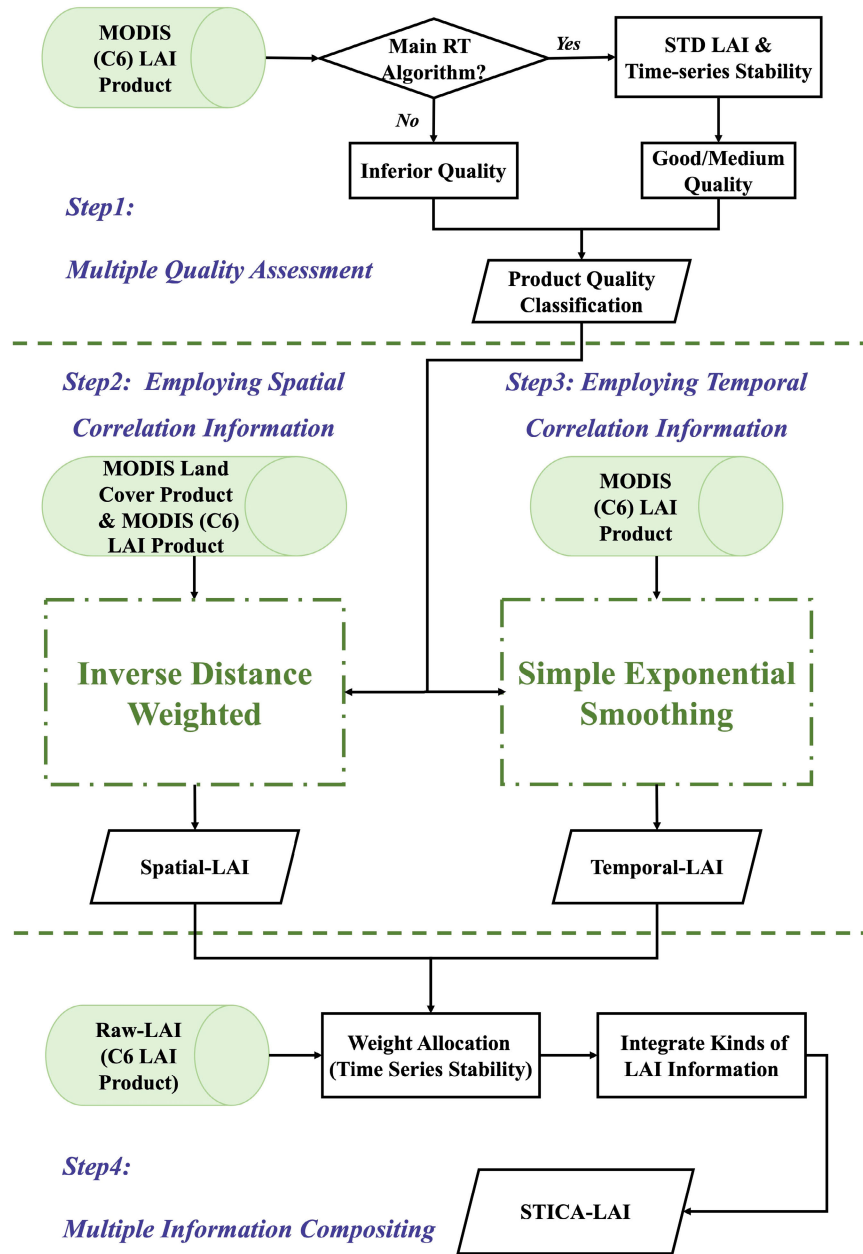 MODIS
(C6) LAI
Product
Main RT
Algorithm?
Yes
STD LAI &
Time-series Stability
No
Inferior Quality
Good/Medium
Quality
Step1:
Multiple Quality Assessment
Product Quality
Classification
Step2:  Employing Spatial
Correlation Information
Step3: Employing Temporal
Correlation Information
MODIS Land
Cover Product
& MODIS (C6)
LAI Product
MODIS
(C6) LAI
Product
Inverse Distance
Weighted
Simple Exponential
Smoothing
Spatial-LAI
Temporal-LAI
Raw-LAI
(C6 LAI
Product)
Weight Allocation
(Time Series Stability)
Integrate Kinds of
LAI Information
Step4:
Multiple Information Compositing
STICA-LAI